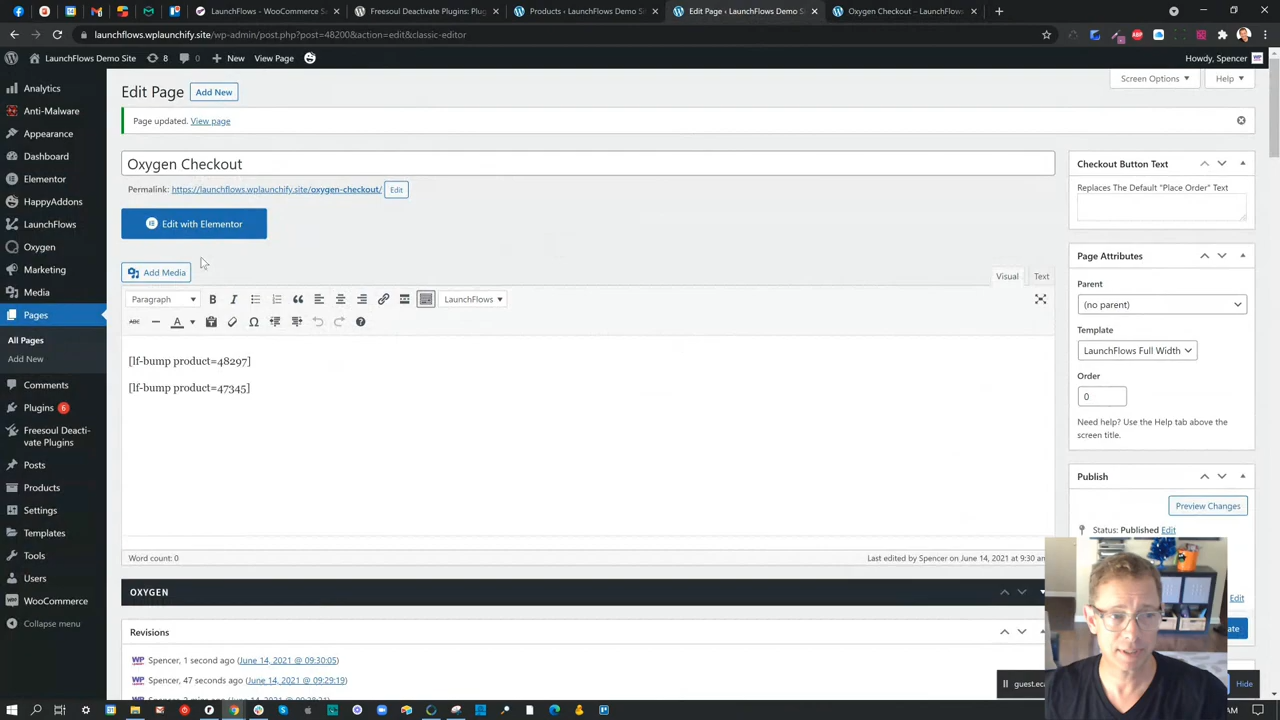 LaunchFlows - WooCommerce S
Freesoul Deactivate Plugins: Plug
Products ‹ LaunchFlows Demo Si
Edit Page ‹ LaunchFlows Demo S
Oxygen Checkout – LaunchFlows
launchflows.wplaunchify.site/wp-admin/post.php?post=48200&action=edit&classic-editor
LaunchFlows Demo Site
8
0
New
View Page
Howdy, Spencer
Analytics
Anti-Malware
Appearance
Dashboard
Elementor
HappyAddons
LaunchFlows
Oxygen
Marketing
Media
Pages
All Pages
Add New
Comments
Plugins 6
Freesoul Deacti-
vate Plugins
Posts
Products
Settings
Templates
Tools
Users
WooCommerce
Collapse menu
Edit Page
Add New
Screen Options
Help
Page updated. View page
Oxygen Checkout
Permalink: https://launchflows.wplaunchify.site/oxygen-checkout/
Edit
Edit with Elementor
Add Media
Visual
Text
Paragraph
LaunchFlows
[lf-bump product=48297]
[lf-bump product=47345]
Word count: 0
Last edited by Spencer on June 14, 2021 at 9:30 am
OXYGEN
Revisions
Spencer, 1 second ago (June 14, 2021 @ 09:30:05)
Spencer, 47 seconds ago (June 14, 2021 @ 09:29:19)
Checkout Button Text
Replaces The Default "Place Order" Text
Page Attributes
Parent
(no parent)
Template
LaunchFlows Full Width
Order
0
Need help? Use the Help tab above the
screen title.
Publish
Preview Changes
Status: Published Edit
Edit
Hide